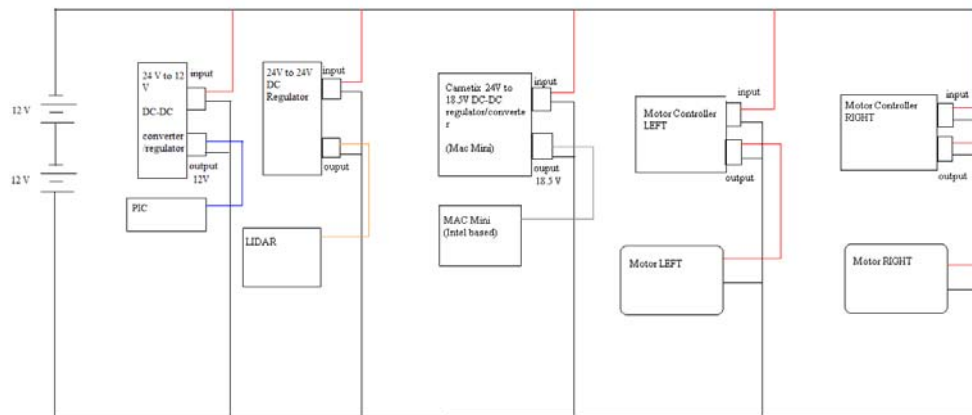 12 V
12 V
24 V to 12
V
DC-DC
converter
/regulator
input
output
12V
PIC
24V to 24V
DC
Regulator
input
ouput
LIDAR
Carnetix 24V to
18.5V DC-DC
regulator/converte
r
(Mac Mini)
input
ouput
18.5 V
MAC Mini
(Intel based)
Motor Controller
LEFT
input
output
Motor LEFT
Motor Controller
RIGHT
input
output
Motor RIGHT